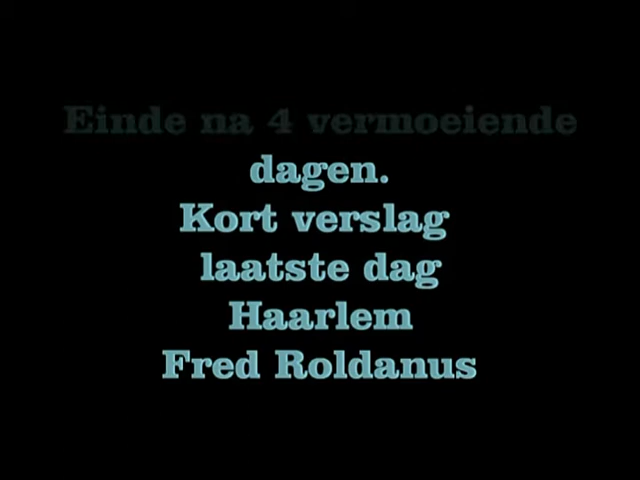 Einde na 4 vermoeiende
dagen.
Kort verslag
laatste dag
Haarlem
Fred Roldanus